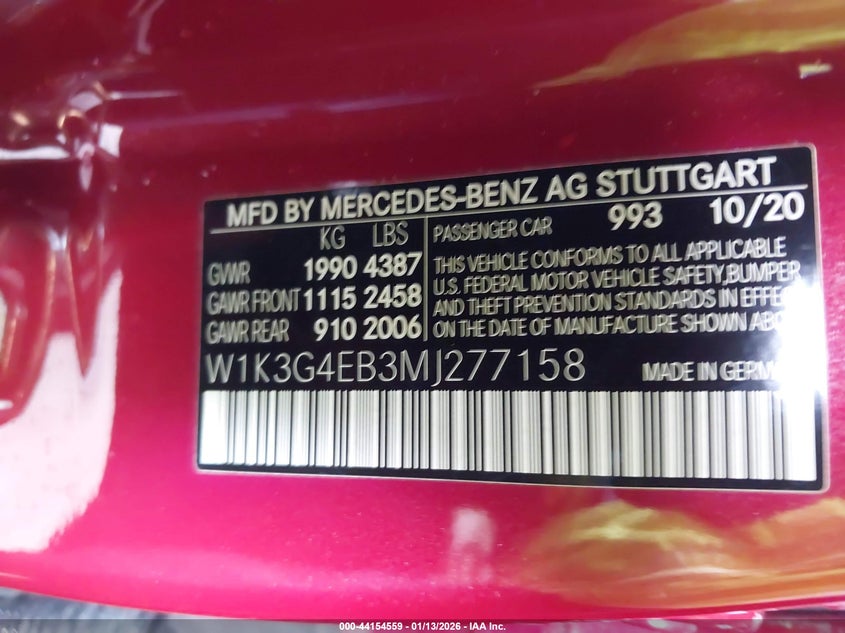 MFD BY MERCEDES-BENZ AG STUTTGART
KG LBS PASSENGER CAR 993 10/20
GVWR 1990 4387
GAWR FRONT 1115 2458
GAWR REAR 910 2006
THIS VEHICLE CONFORMS TO ALL APPLICABLE
U.S. FEDERAL MOTOR VEHICLE SAFETY,BUMPER
AND THEFT PREVENTION STANDARDS IN EFFECT
ON THE DATE OF MANUFACTURE SHOWN
W1K3G4EB3MJ277158 MADE IN
000-44154559 - 01/13/2026 - IAA Inc.